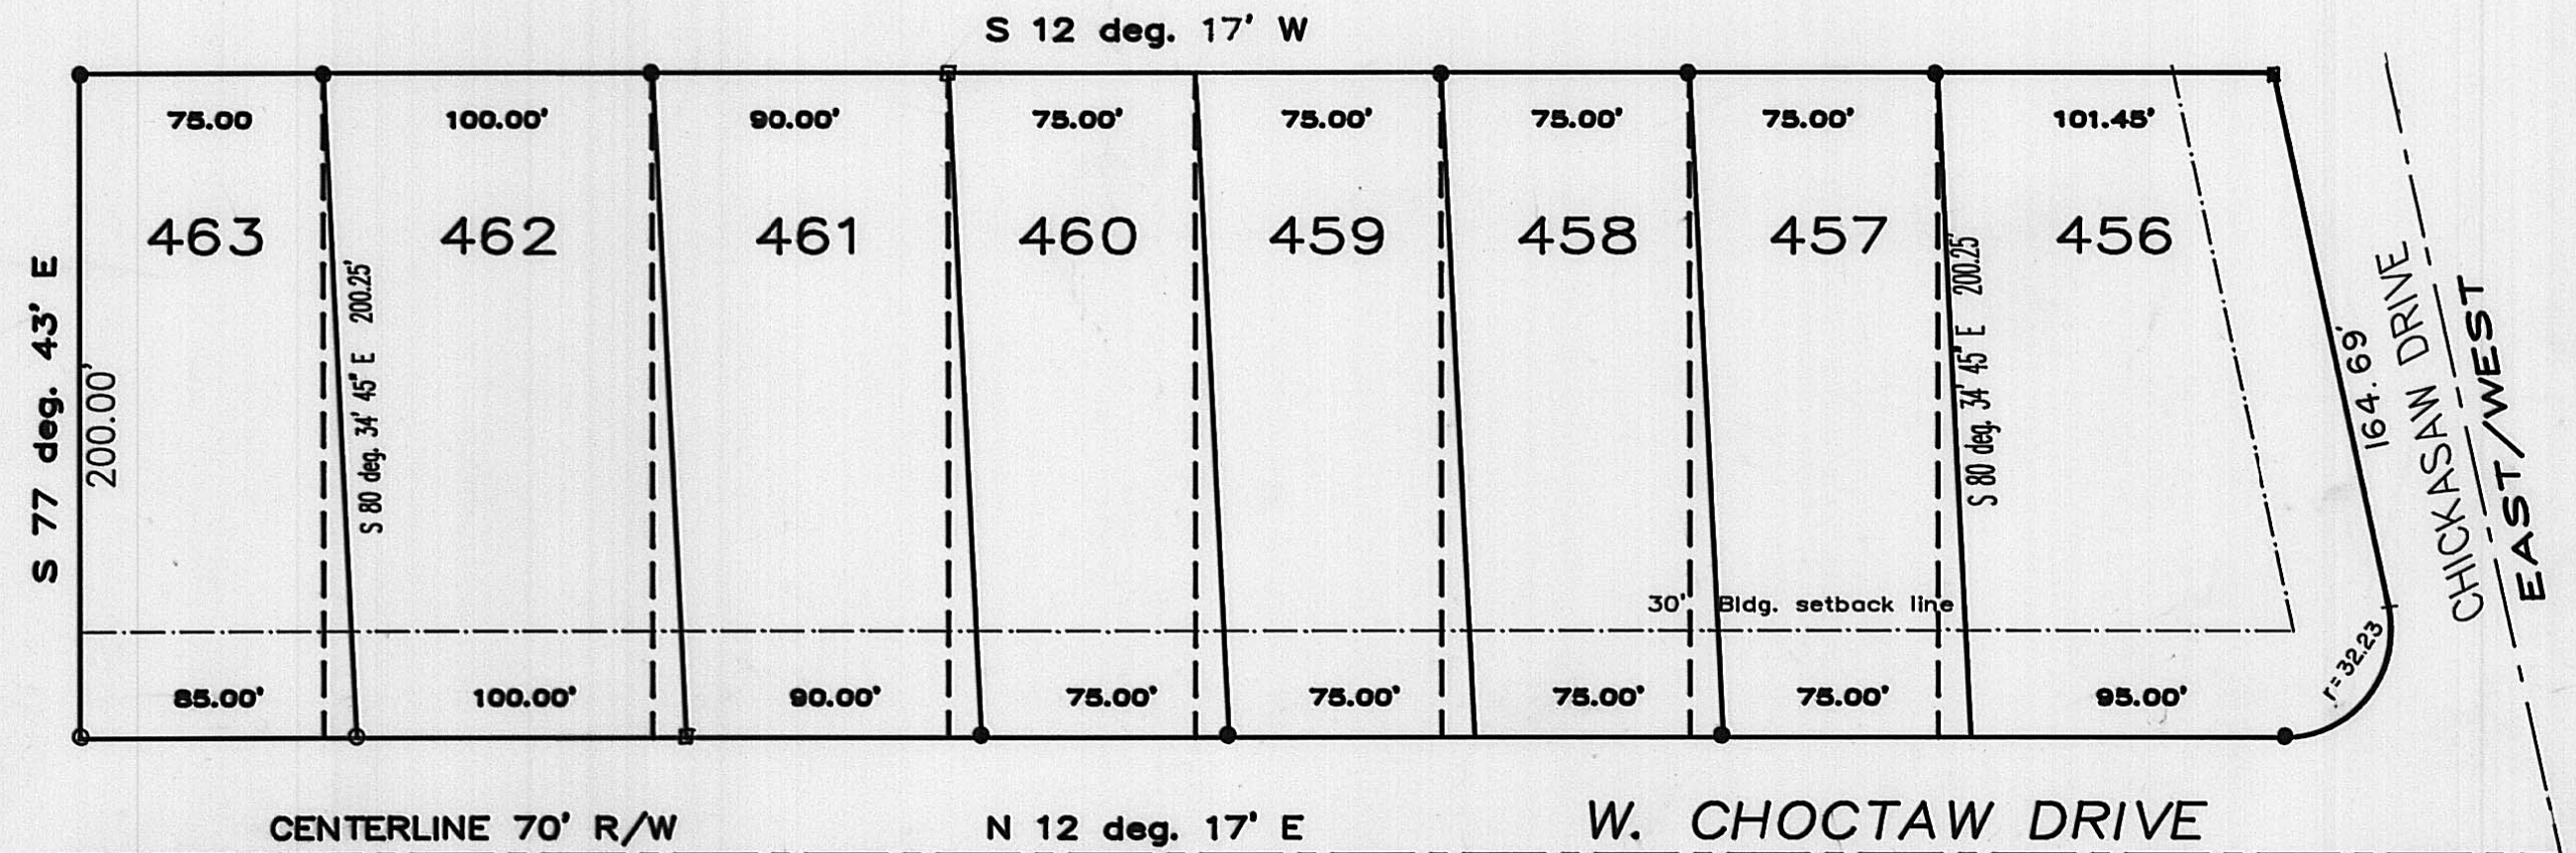 S 12 deg. 17' W
75.00 100.00' 90.00' 75.00' 75.00' 75.00' 75.00' 101.45'
463 462 461 460 459 458 457 456
S 77 deg. 43' E
200.00'
S 80 deg. 34' 45" E 200.25'
S 80 deg. 34' 45" E 200.25'
164.69'
CHICKASAW DRIVE
EAST/WEST
30' Bldg. setback line
r=32.23
85.00' 100.00' 90.00' 75.00' 75.00' 75.00' 75.00' 95.00'
CENTERLINE 70' R/W N 12 deg. 17' E W. CHOCTAW DRIVE